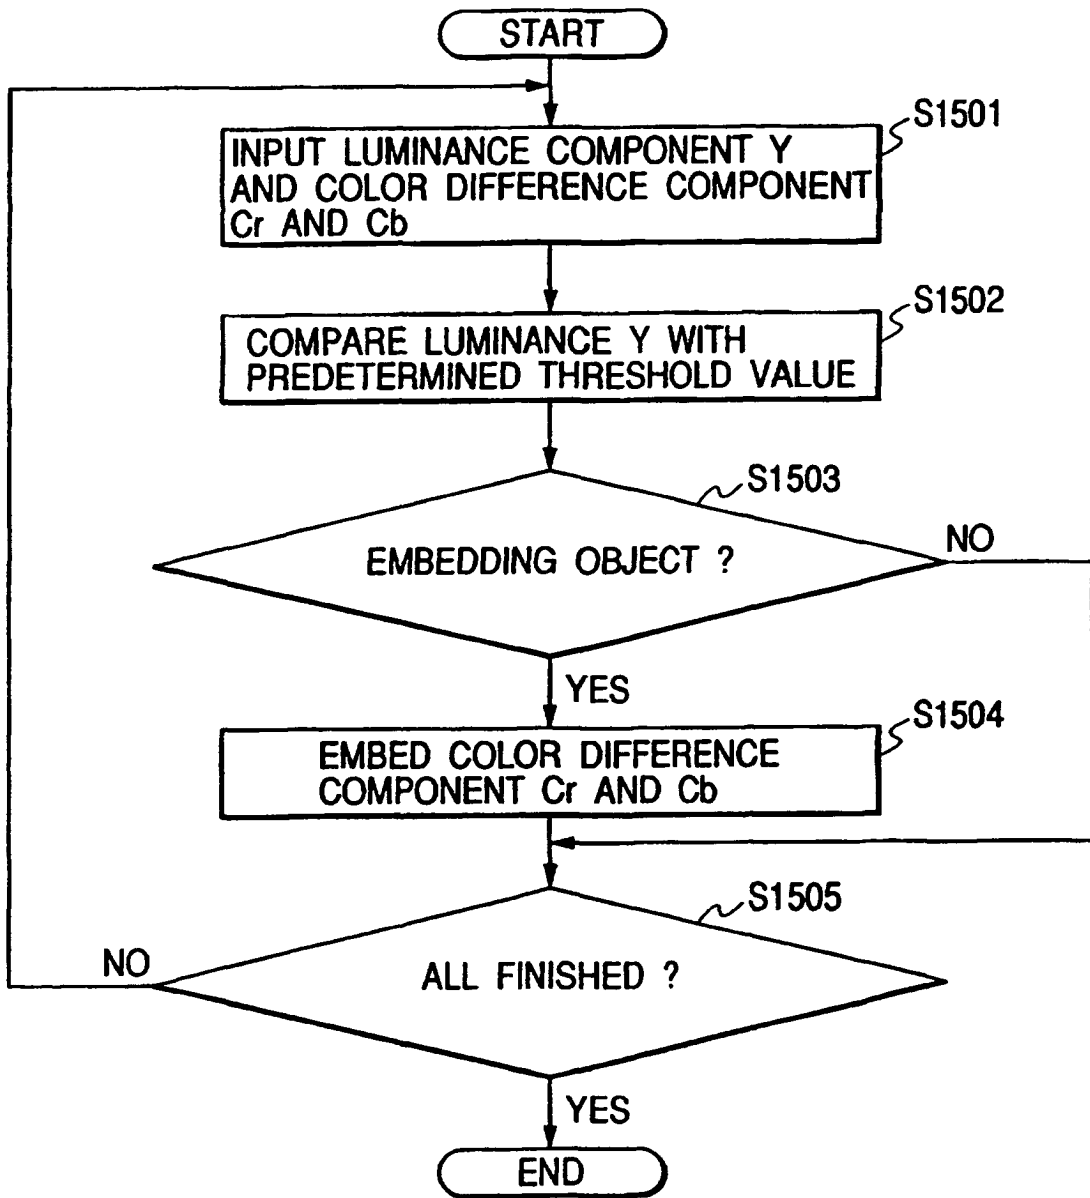 START
S1501
INPUT LUMINANCE COMPONENT Y
AND COLOR DIFFERENCE COMPONENT
Cr AND Cb
S1502
COMPARE LUMINANCE Y WITH
PREDETERMINED THRESHOLD VALUE
S1503
EMBEDDING OBJECT ?
NO
YES
S1504
EMBED COLOR DIFFERENCE
COMPONENT Cr AND Cb
S1505
NO
ALL FINISHED ?
YES
END